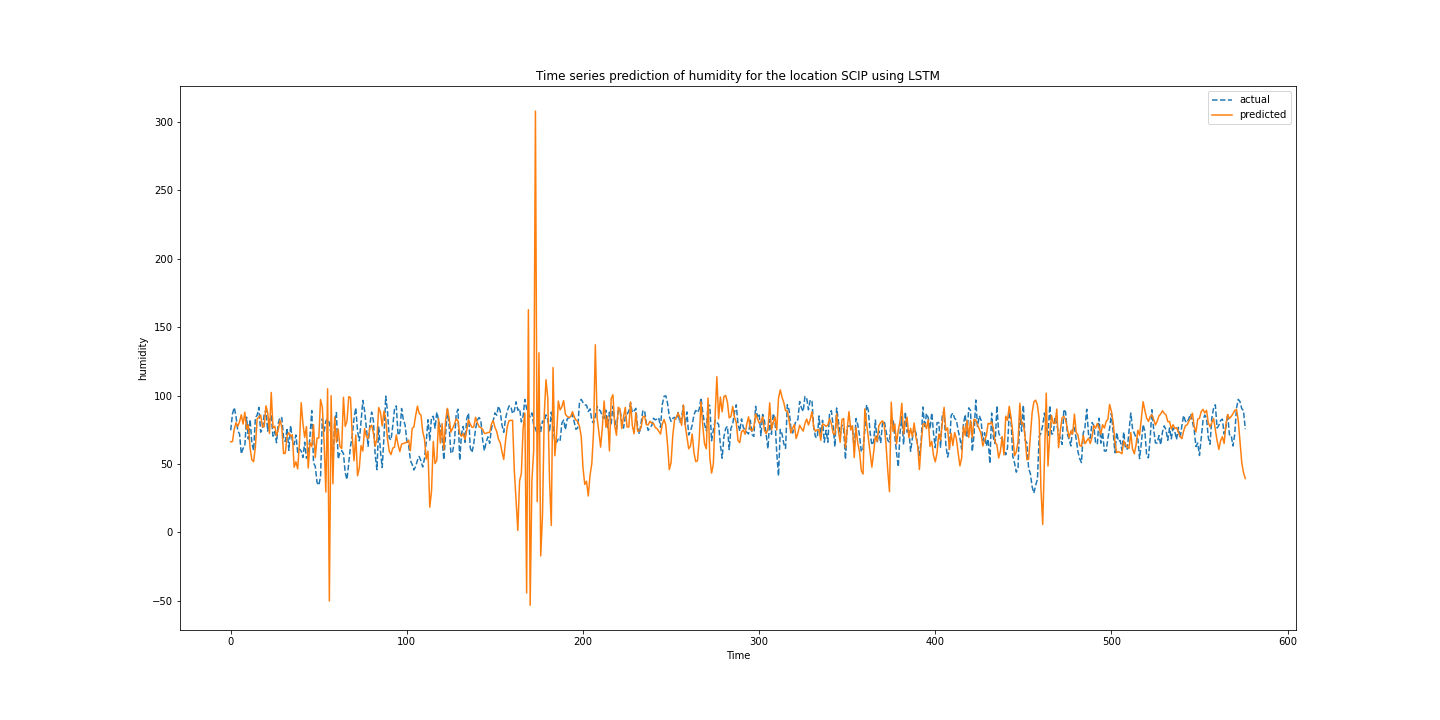 Time series prediction of humidity for the location SCIP using LSTM
actual
predicted
humidity
300
250
200
150
100
50
0
−50
0 100 200 300 400 500 600
Time